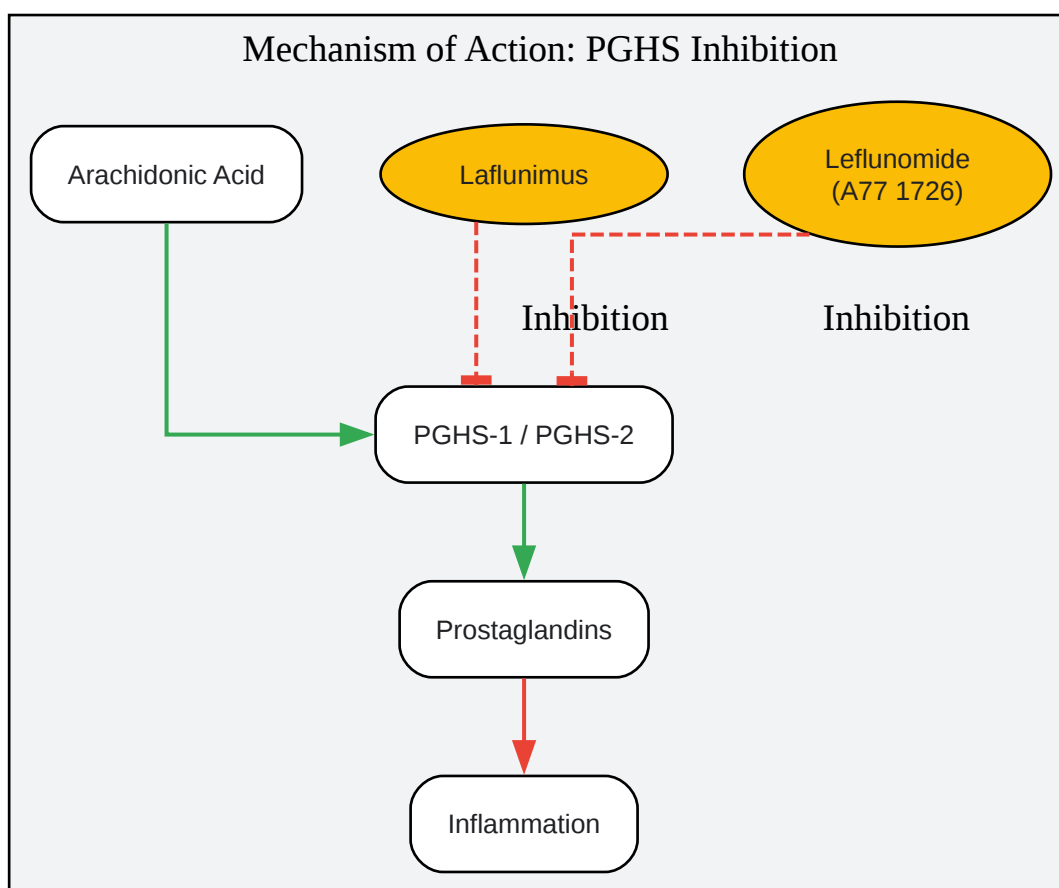 Mechanism of Action: PGHS Inhibition
Arachidonic Acid
Laflunimus
Leflunomide
(A77 1726)
Inhibition
Inhibition
PGHS-1 / PGHS-2
Prostaglandins
Inflammation